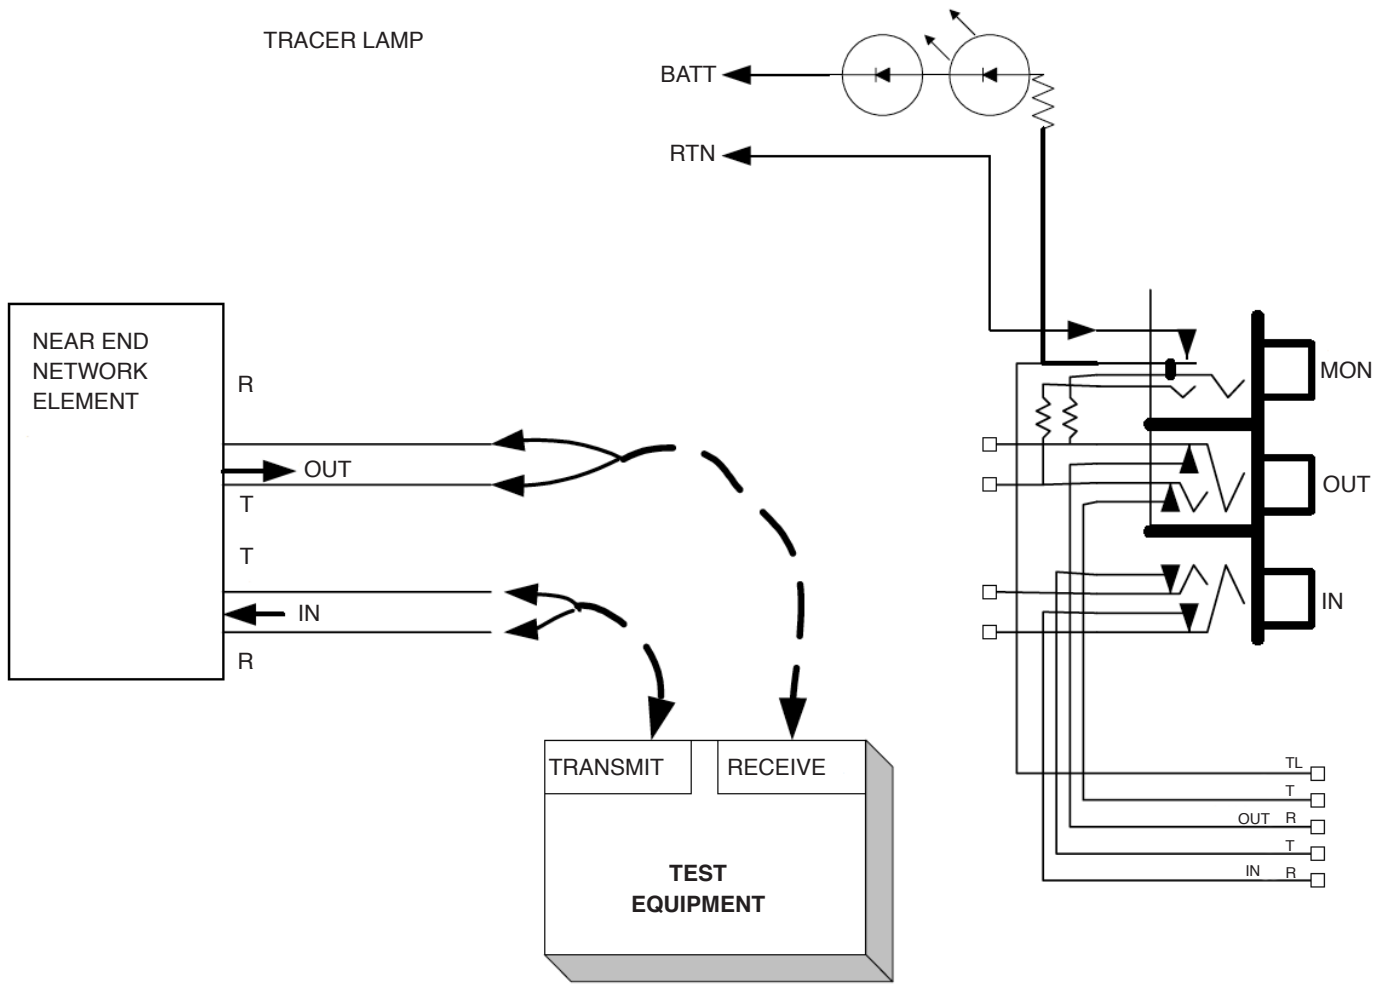 TRACER LAMP
BATT
RTN
NEAR END
NETWORK
ELEMENT
R
OUT
T
T
IN
R
MON
OUT
IN
TRANSMIT
RECEIVE
TEST
EQUIPMENT
TL
T
OUT R
T
IN R